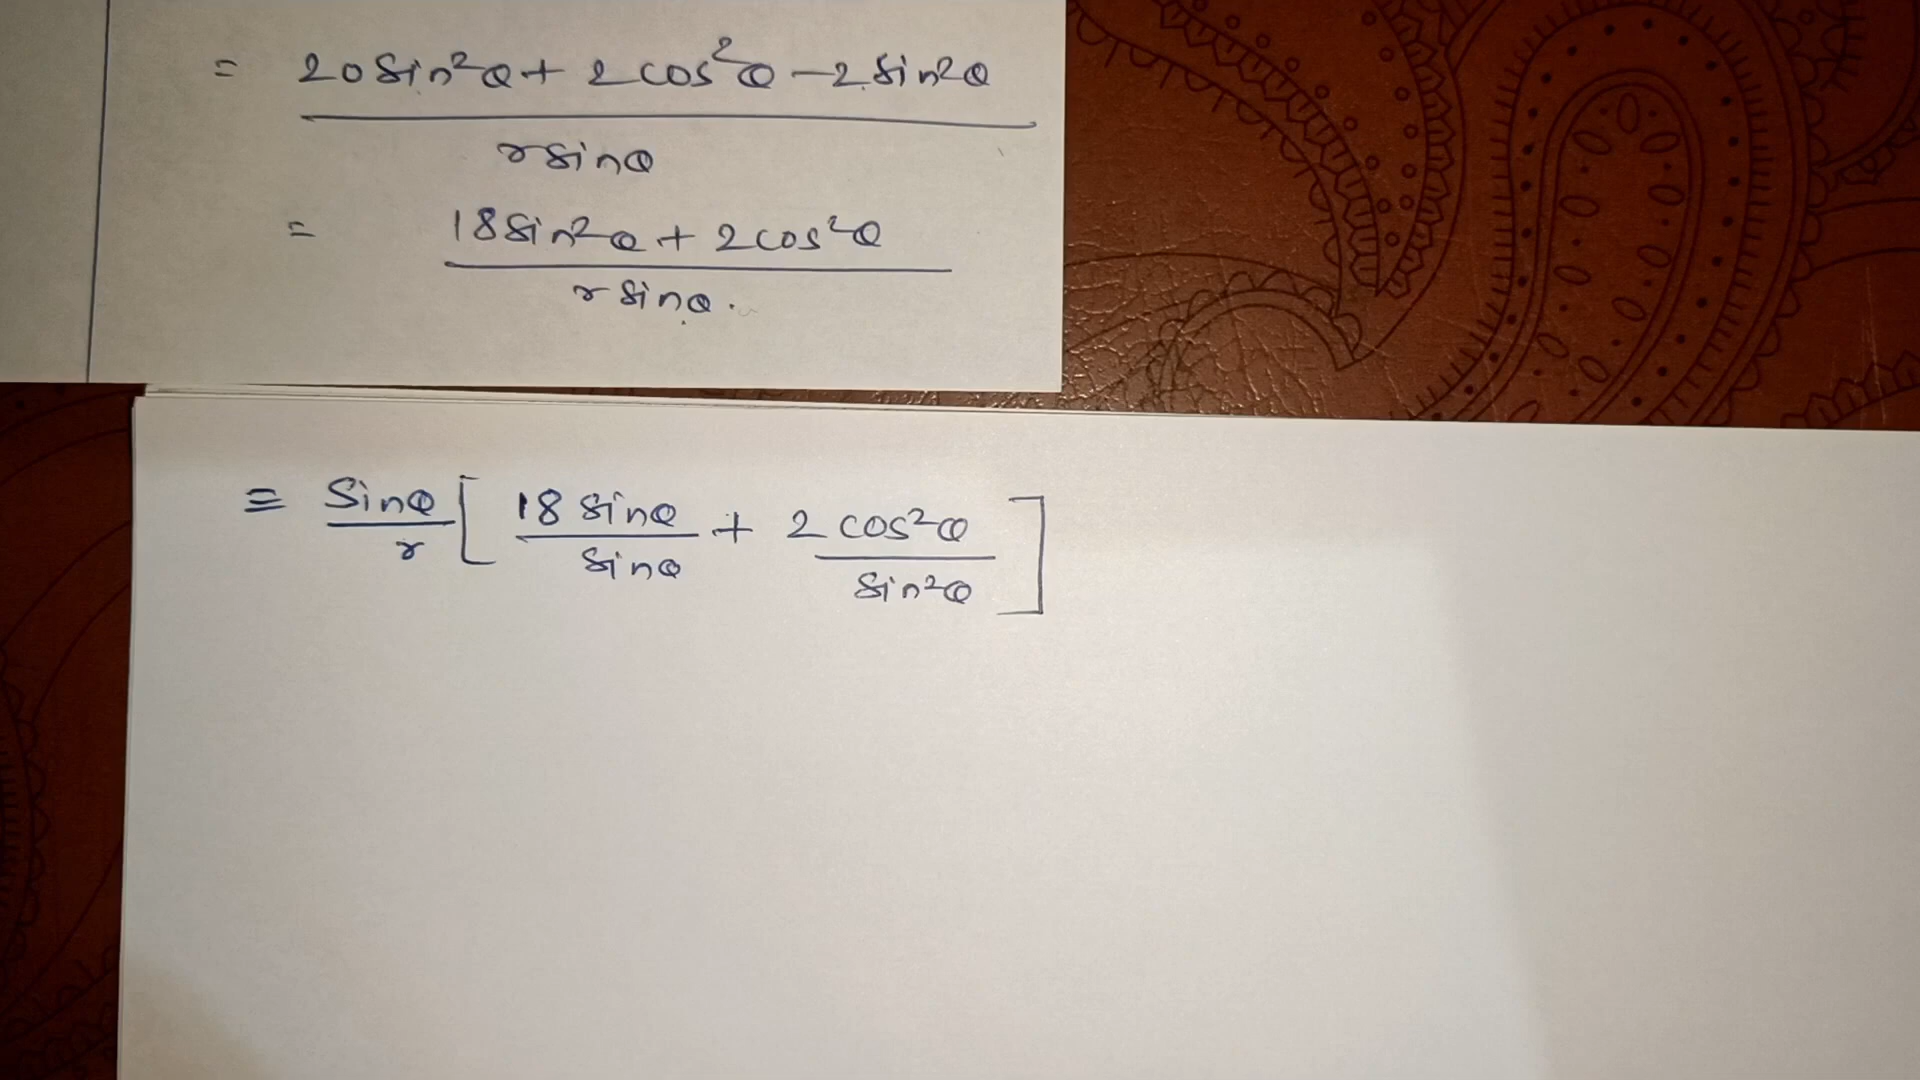 = 20 sin²θ + 2 cos²θ - 2 sin²θ
r sinθ
= 18 sin²θ + 2 cos²θ
r sinθ.
= Sinθ/r [ 18 sinθ/sinθ + 2 cos²θ/sin²θ ]